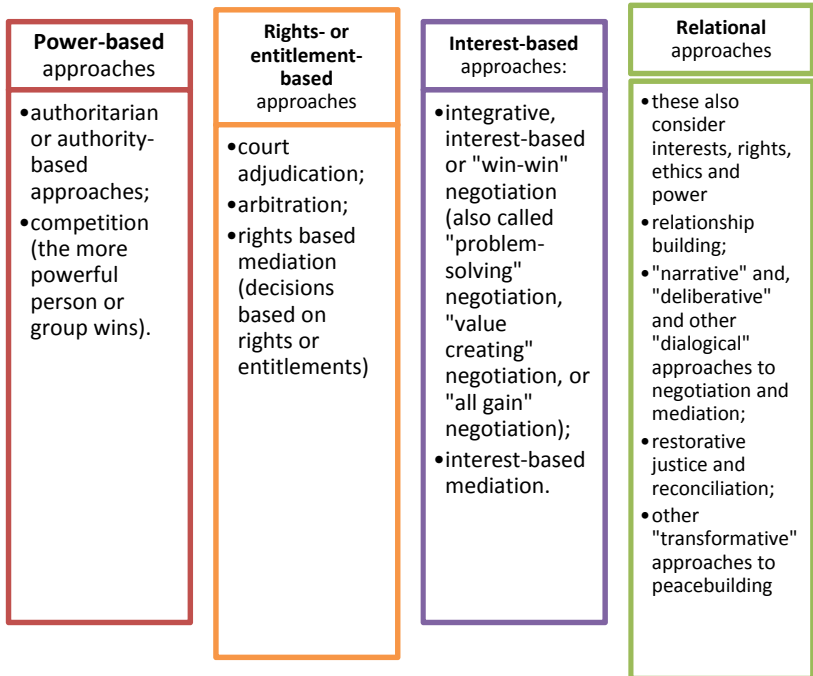 Power-based
approaches
•authoritarian
or authority-
based
approaches;
•competition
(the more
powerful
person or
group wins).
Rights- or
entitlement-
based
approaches
•court
adjudication;
•arbitration;
•rights based
mediation
(decisions
based on
rights or
entitlements)
Interest-based
approaches:
•integrative,
interest-based
or "win-win"
negotiation
(also called
"problem-
solving"
negotiation,
"value
creating"
negotiation, or
"all gain"
negotiation);
•interest-based
mediation.
Relational
approaches
•these also
consider
interests, rights,
ethics and
power
•relationship
building;
•"narrative" and,
"deliberative"
and other
"dialogical"
approaches to
negotiation and
mediation;
•restorative
justice and
reconciliation;
•other
"transformative"
approaches to
peacebuilding